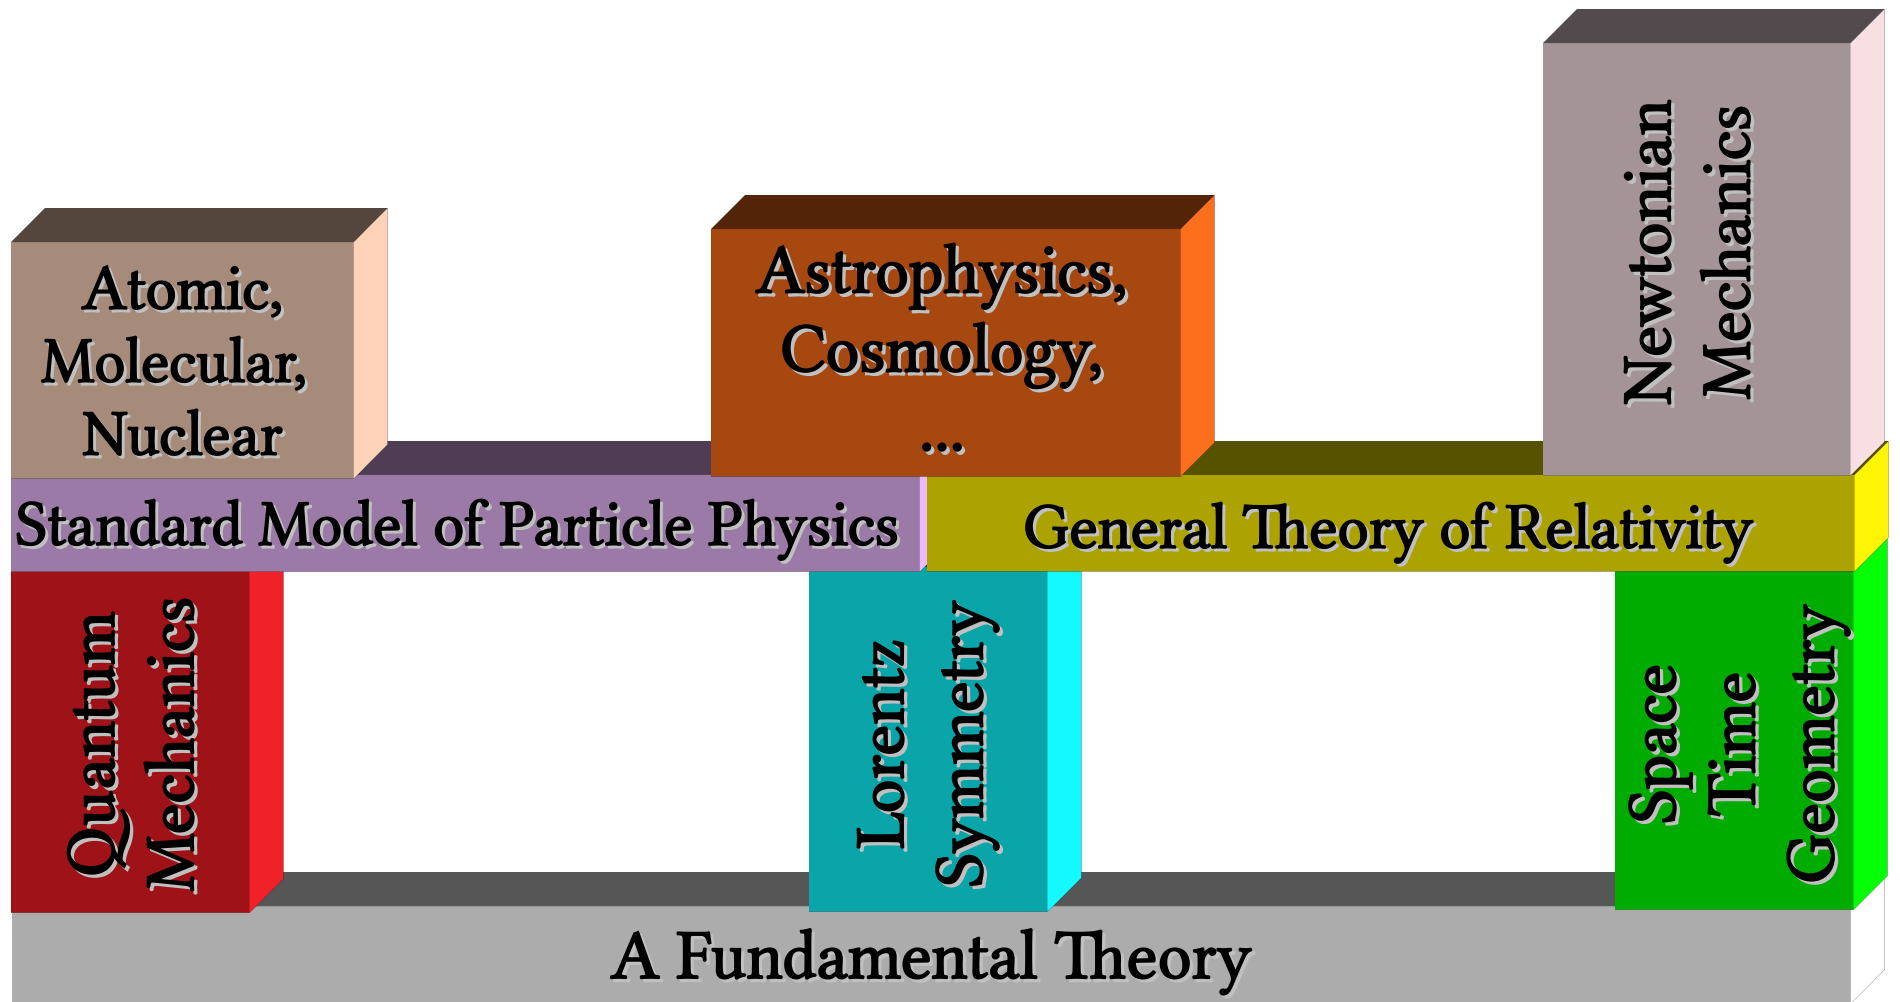 Atomic,
Molecular,
Nuclear
Astrophysics,
Cosmology,
...
Newtonian
Mechanics
Standard Model of Particle Physics
General Theory of Relativity
Quantum
Mechanics
Lorentz
Symmetry
Space
Time
Geometry
A Fundamental Theory